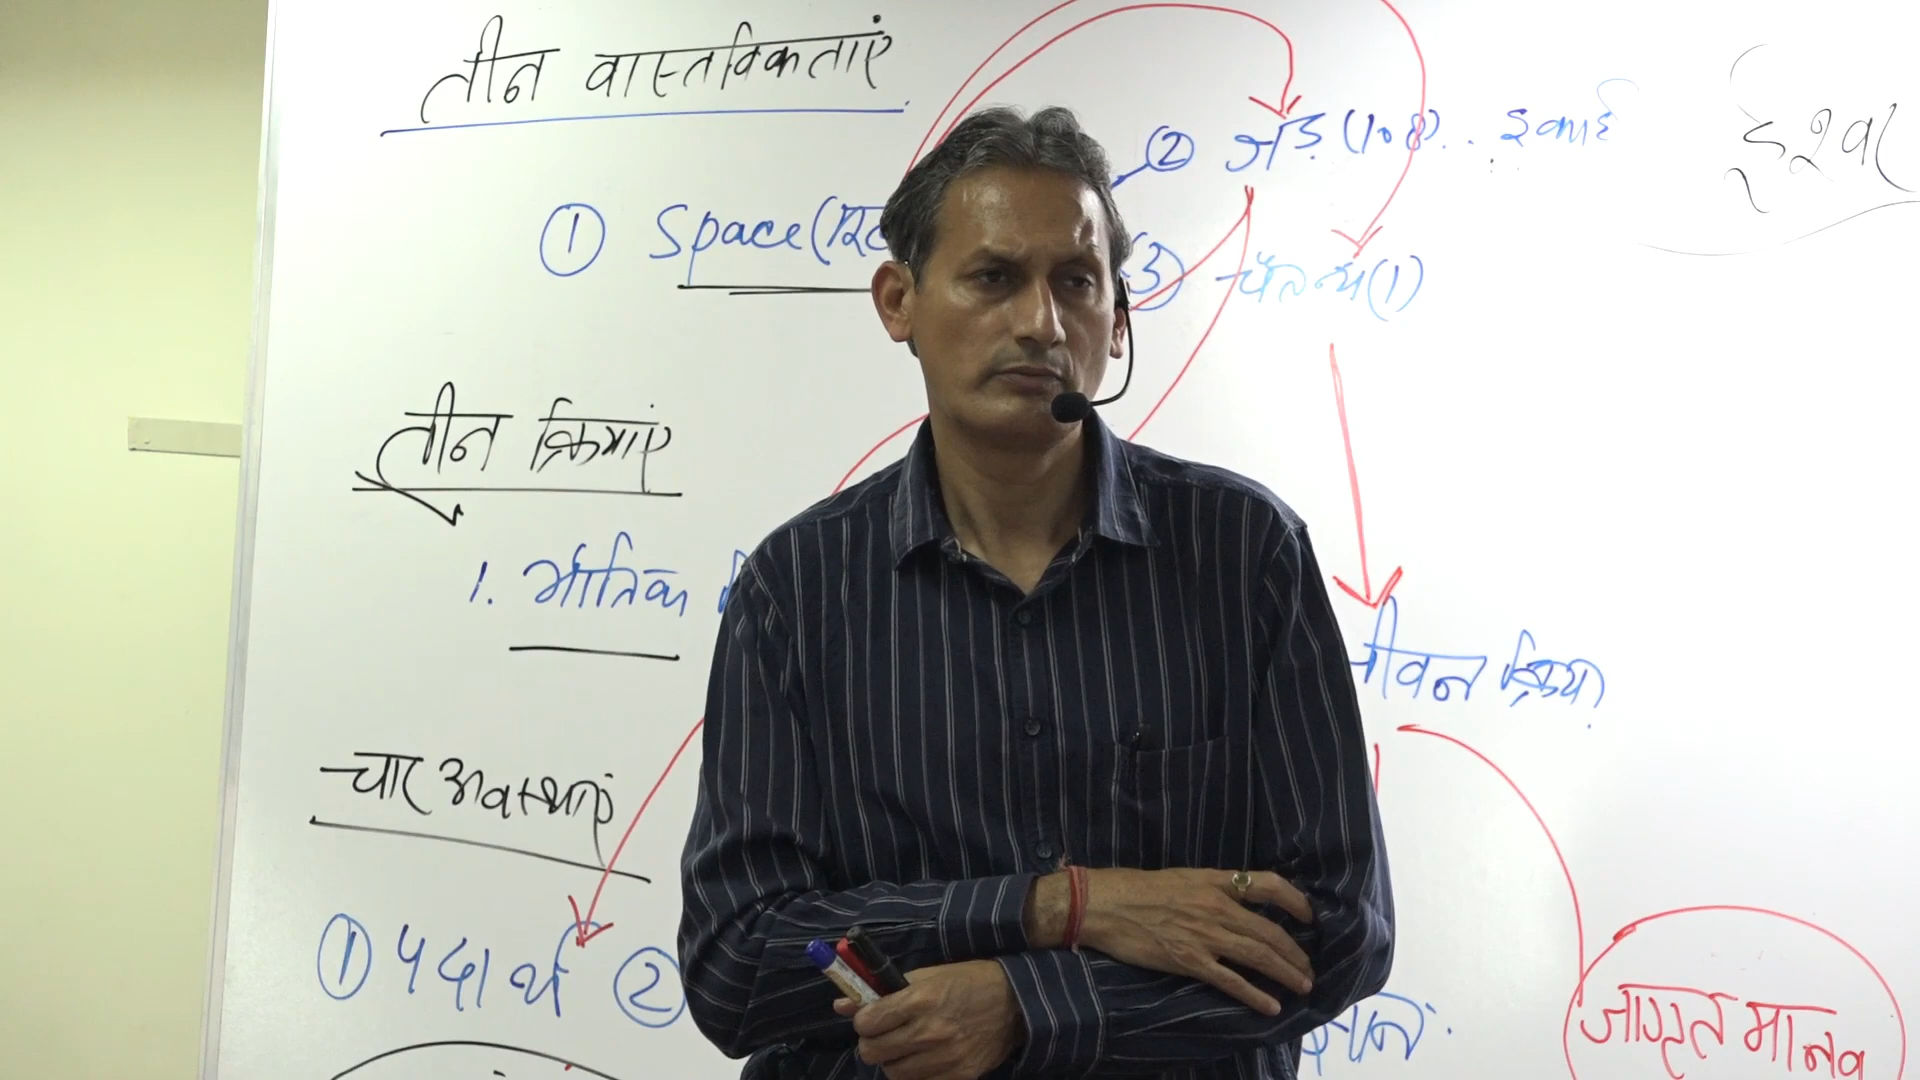 तीन वास्तविकताएं
② जड़ (108).. इकाई
ईश्वर
① Space (
③ चैतन्य (1)
तीन क्रियाएं
1. भौतिक
जीवन क्रिया
चार अवस्थाएं
① पदार्थ ②
जागृत मानव